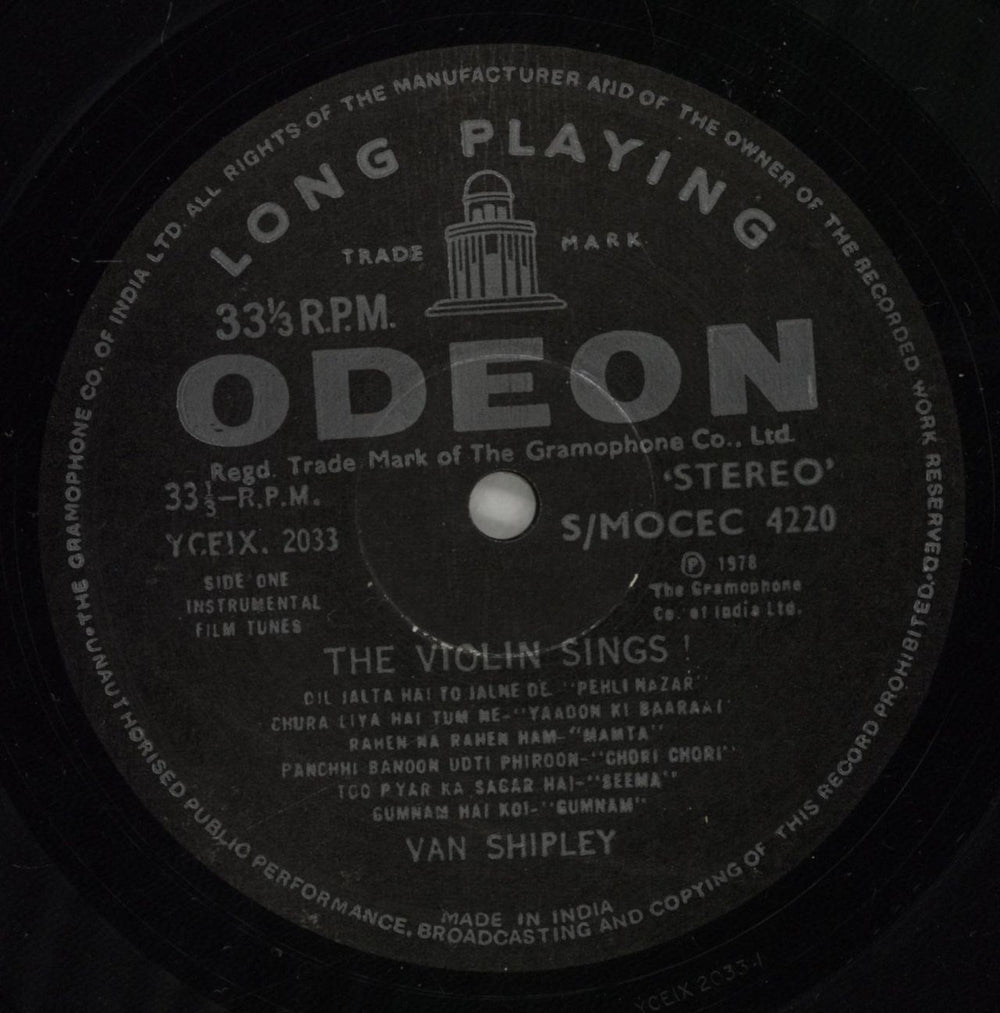 THE GRAMOPHONE CO. OF INDIA LTD. ALL RIGHTS OF THE MANUFACTURER AND OF THE OWNER OF THE RECORDED WORK RESERVED.
UNAUTHORISED PUBLIC PERFORMANCE, BROADCASTING AND COPYING OF THIS RECORD PROHIBITED.
LONG PLAYING
TRADE MARK
33⅓ R.P.M.
ODEON
Regd. Trade Mark of The Gramophone Co., Ltd.
33⅓–R.P.M.
'STEREO'
YCEIX. 2033
S/MOCEC 4220
SIDE ONE
INSTRUMENTAL
FILM TUNES
Ⓟ 1978
The Gramophone
Co. of India Ltd.
THE VIOLIN SINGS !
DIL JALTA HAI TO JALNE DE "PEHLI NAZAR"
CHURA LIYA HAI TUM NE-"YAADON KI BAARAAT"
RAHEN NA RAHEN HAM-"MAMTA"
PANCHHI BANOON UDTI PHIROON-"CHORI CHORI"
TOO PYAR KA SAGAR HAI-"SEEMA"
GUMNAM HAI KOI-"GUMNAM"
VAN SHIPLEY
MADE IN INDIA
YCEIX 2033-1